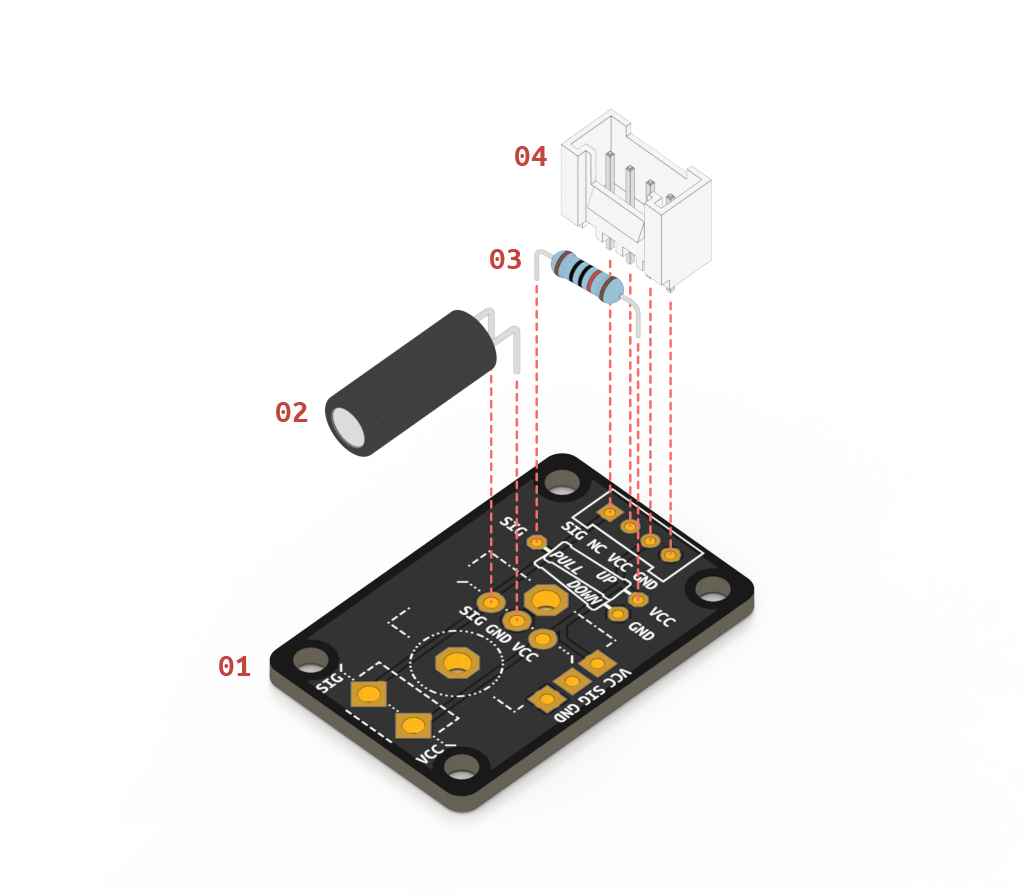 04
03
02
01
SIG
SIG NC VCC GND
PULL UP
DOWN
VCC
GND
SIG GND VCC
VCC SIG GND
SIG
VCC